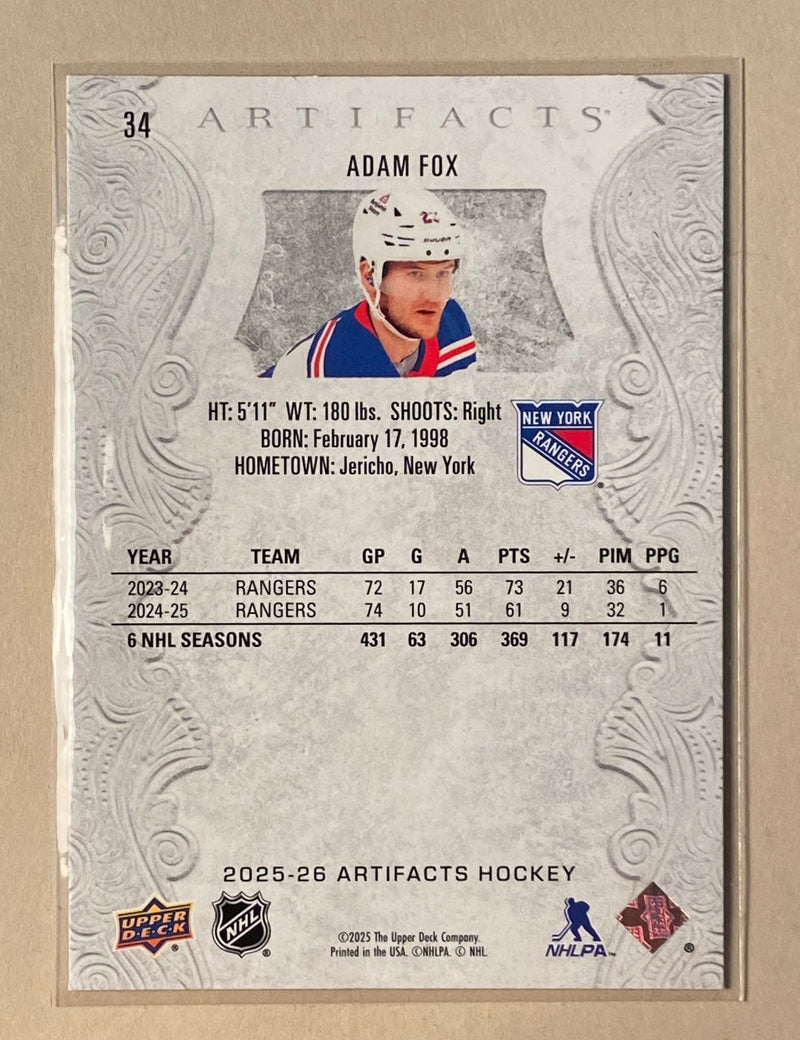 34
ARTIFACTS
ADAM FOX
BAUER
HT: 5'11" WT: 180 lbs. SHOOTS: Right
BORN: February 17, 1998
HOMETOWN: Jericho, New York
NEW YORK
RANGERS
YEAR TEAM GP G A PTS +/- PIM PPG
2023-24 RANGERS 72 17 56 73 21 36 6
2024-25 RANGERS 74 10 51 61 9 32 1
6 NHL SEASONS 431 63 306 369 117 174 11
2025-26 ARTIFACTS HOCKEY
UPPER
D·E·C·K
®
NHL
®
©2025 The Upper Deck Company.
Printed in the USA. ©NHLPA. © NHL.
NHLPA™
®